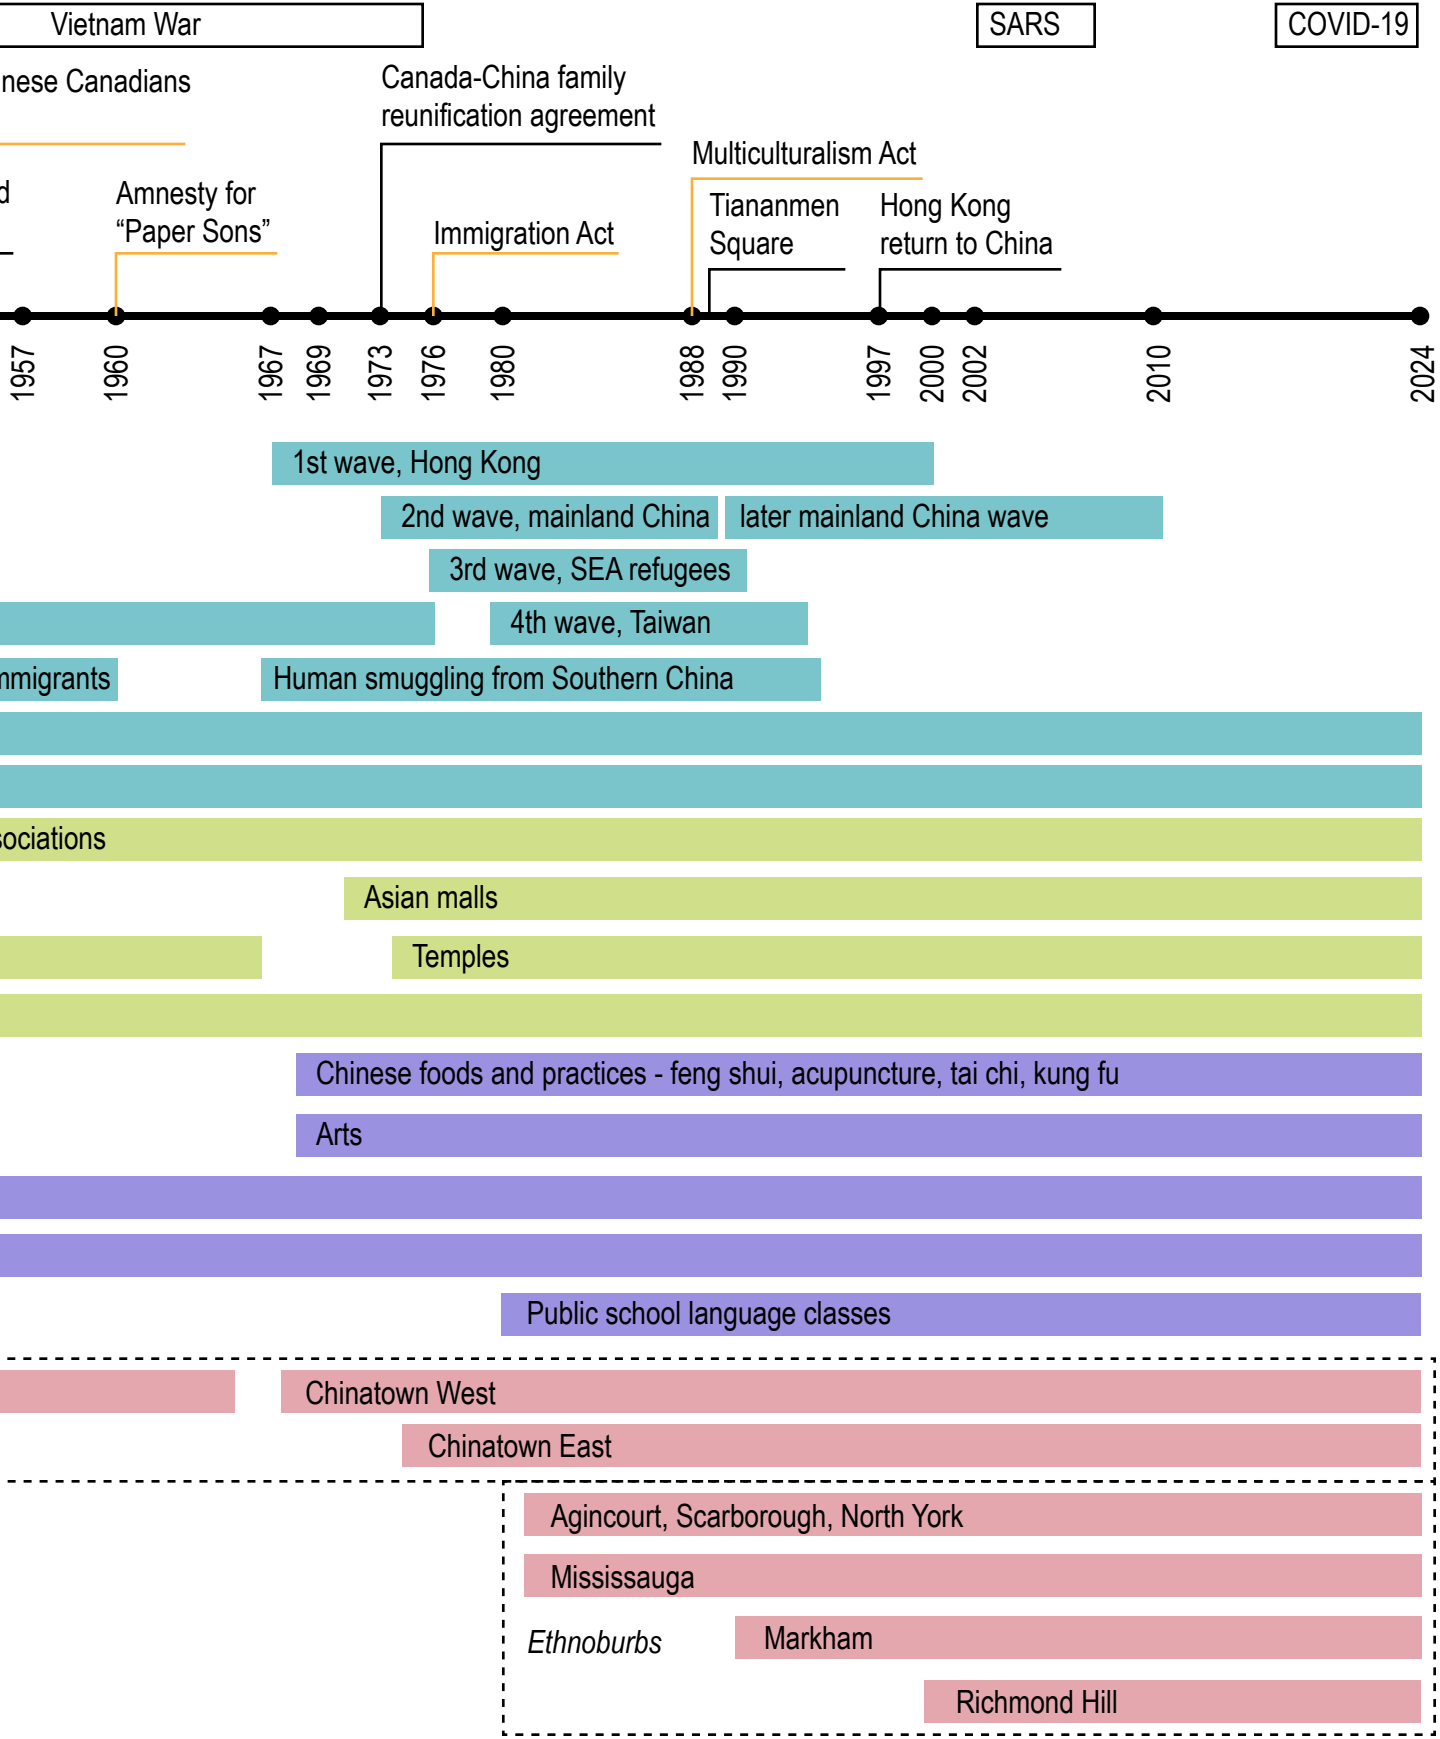 Vietnam War
SARS
COVID-19
nese Canadians
Canada-China family
reunification agreement
Multiculturalism Act
d
Amnesty for
“Paper Sons”
Immigration Act
Tiananmen
Square
Hong Kong
return to China
1957
1960
1967
1969
1973
1976
1980
1988
1990
1997
2000
2002
2010
2024
1st wave, Hong Kong
2nd wave, mainland China
later mainland China wave
3rd wave, SEA refugees
4th wave, Taiwan
mmigrants
Human smuggling from Southern China
sociations
Asian malls
Temples
Chinese foods and practices - feng shui, acupuncture, tai chi, kung fu
Arts
Public school language classes
Chinatown West
Chinatown East
Agincourt, Scarborough, North York
Mississauga
Ethnoburbs
Markham
Richmond Hill